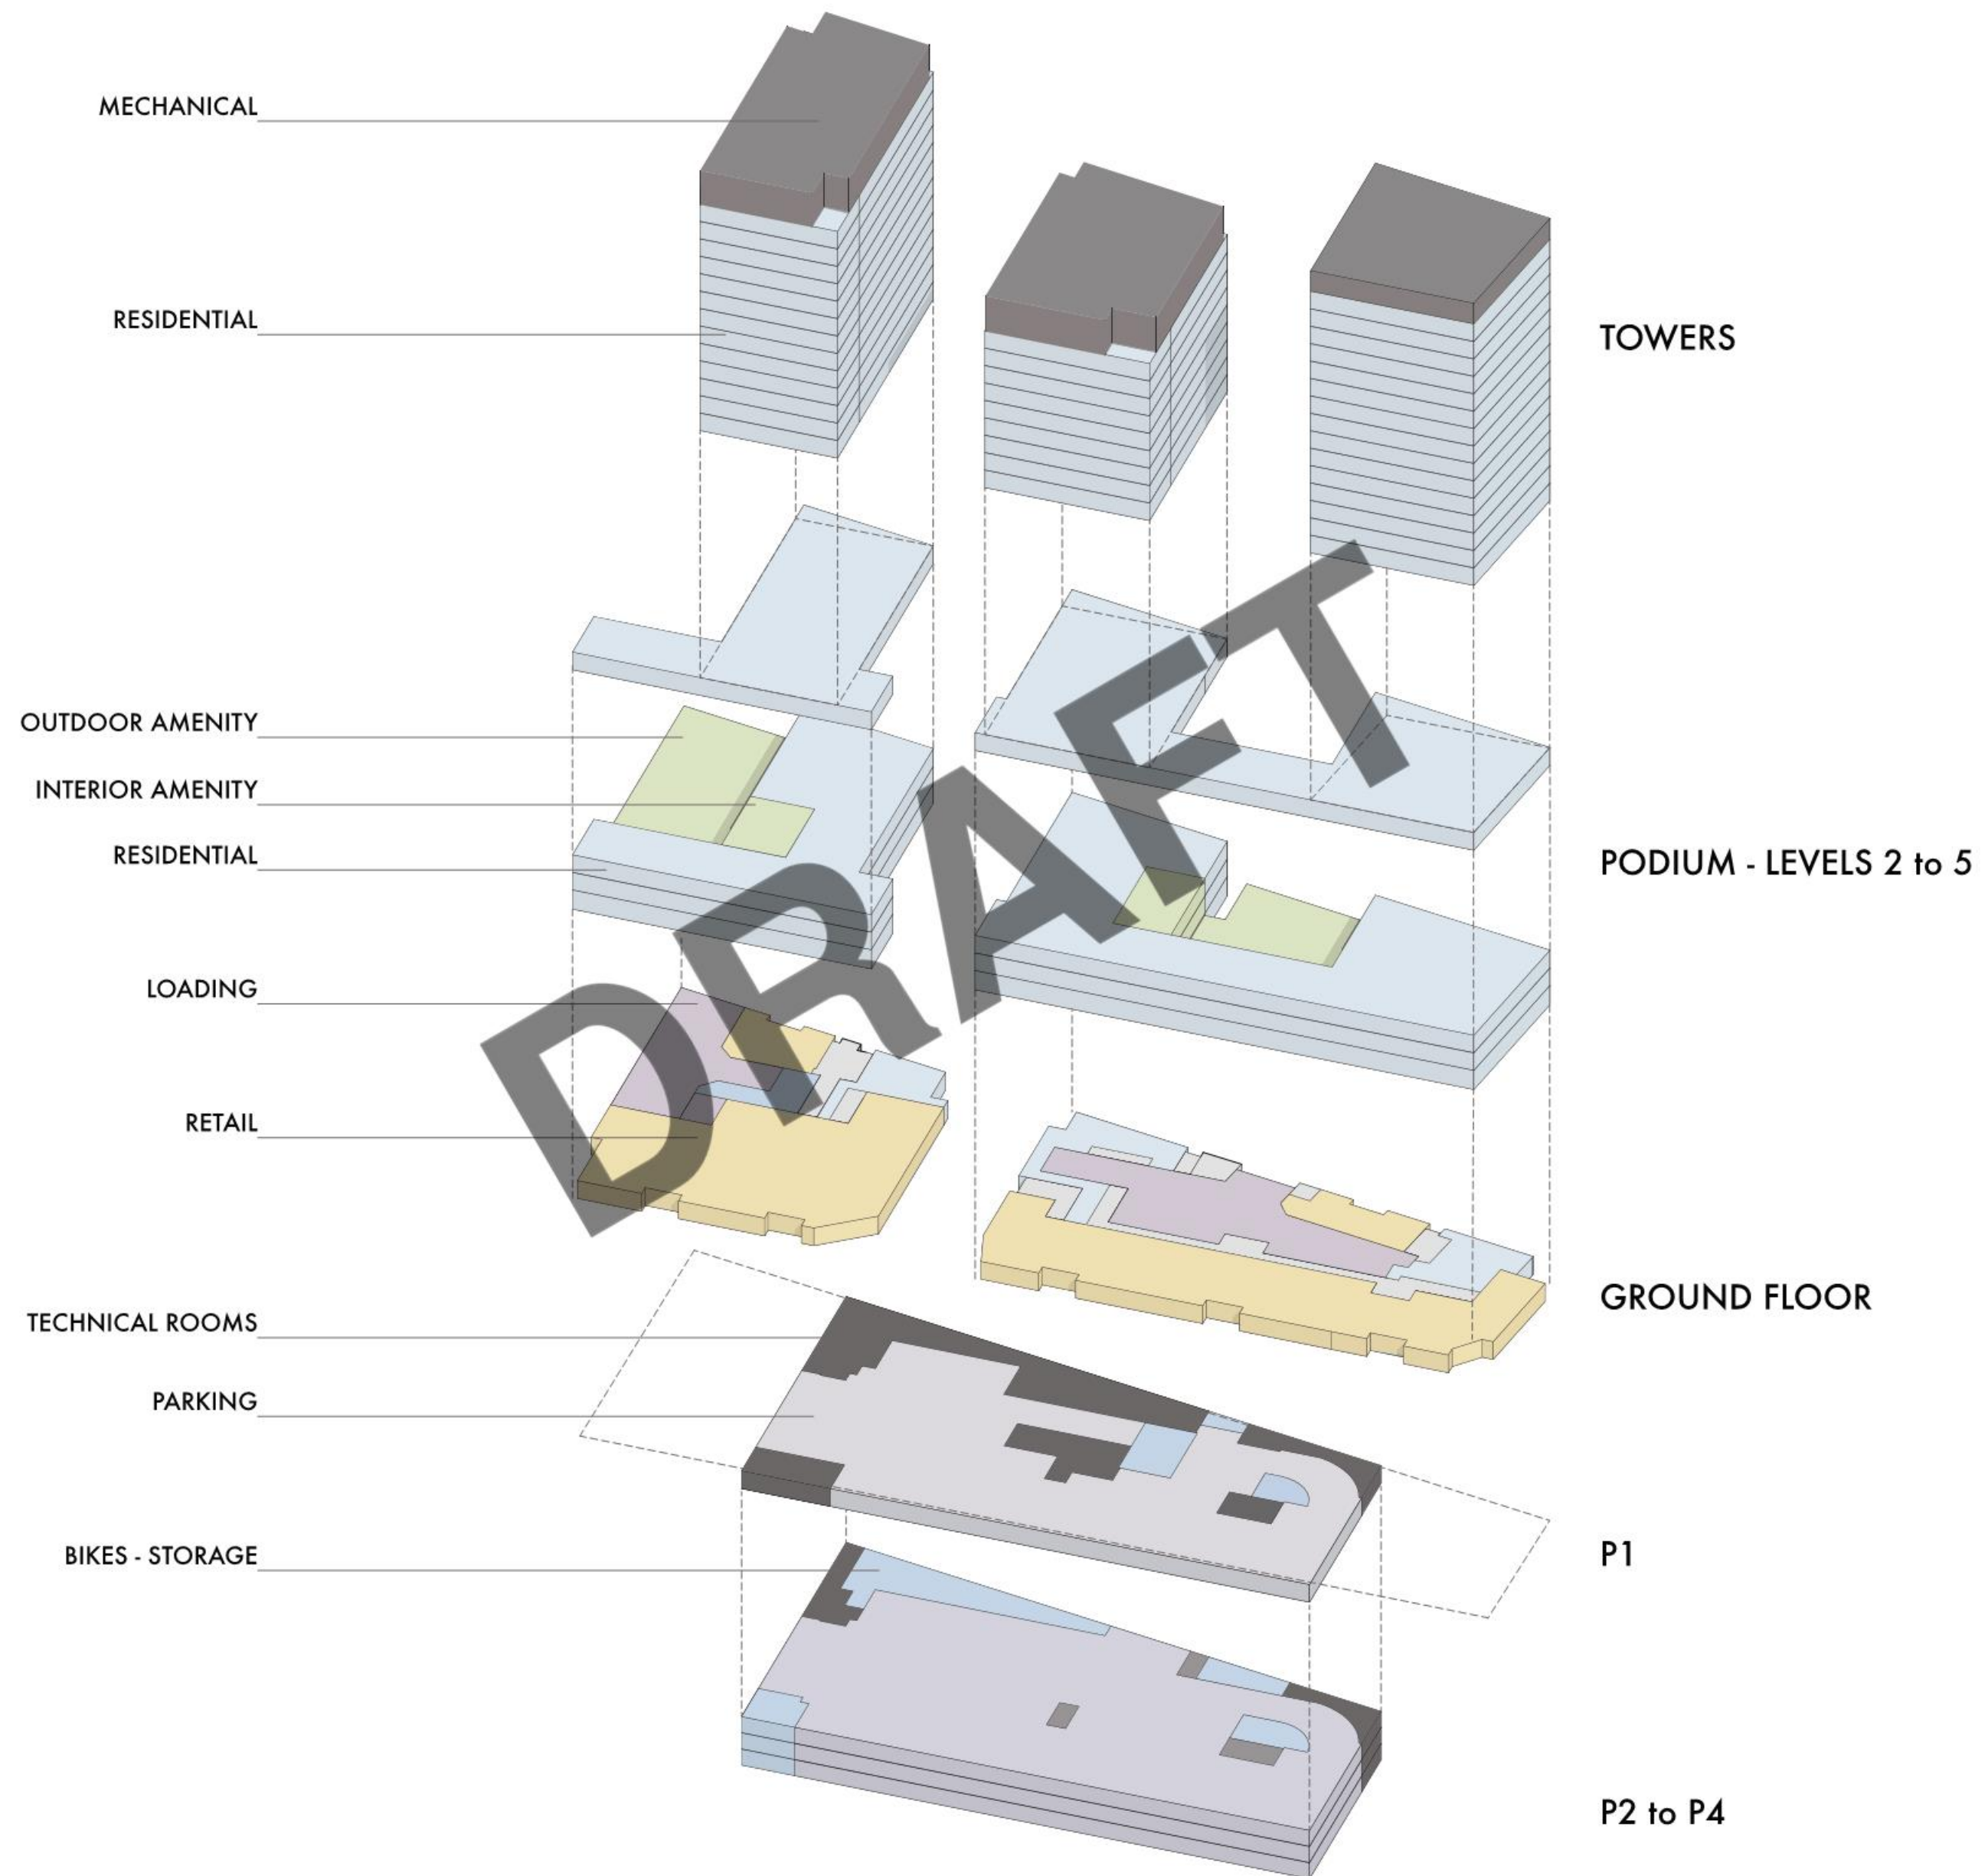 MECHANICAL
RESIDENTIAL
TOWERS
OUTDOOR AMENITY
INTERIOR AMENITY
RESIDENTIAL
PODIUM - LEVELS 2 to 5
LOADING
RETAIL
GROUND FLOOR
TECHNICAL ROOMS
PARKING
P1
BIKES - STORAGE
P2 to P4
DRAFT